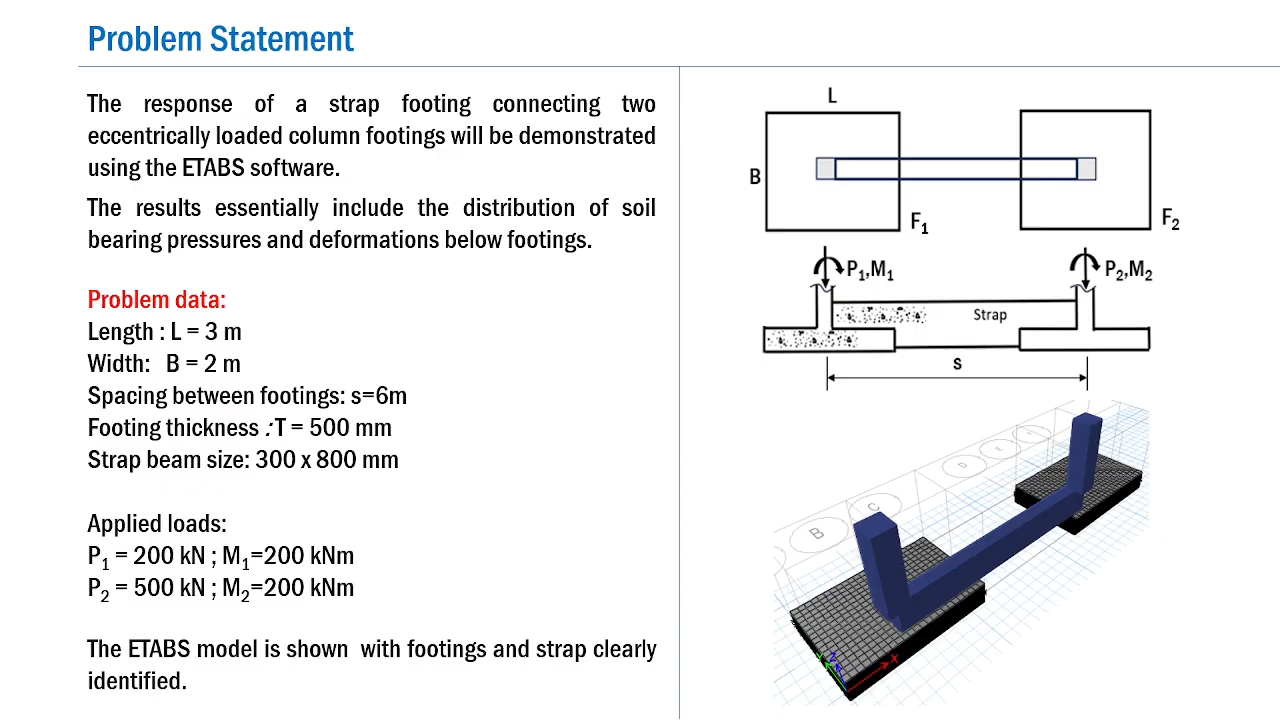 Problem Statement
The response of a strap footing connecting two
eccentrically loaded column footings will be demonstrated
using the ETABS software.
The results essentially include the distribution of soil
bearing pressures and deformations below footings.
Problem data:
Length : L = 3 m
Width: B = 2 m
Spacing between footings: s=6m
Footing thickness : T = 500 mm
Strap beam size: 300 x 800 mm
Applied loads:
P1 = 200 kN ; M1=200 kNm
P2 = 500 kN ; M2=200 kNm
The ETABS model is shown with footings and strap clearly
identified.
L
B
F1
F2
P1,M1
P2,M2
Strap
s
B
C
D
E
X
Y
Z